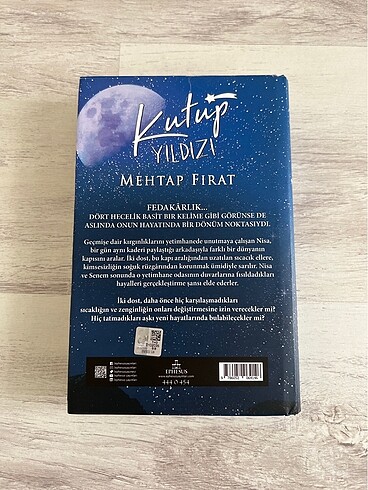 Kutup
YILDIZI
MEHTAP FIRAT
FEDAKÂRLIK...
DÖRT HECELİK BASİT BİR KELİME GİBİ GÖRÜNSE DE
ASLINDA ONUN HAYATINDA BİR DÖNÜM NOKTASIYDI.
Geçmişe dair kırgınlıklarını yetimhanede unutmaya çalışan Nisa,
bir gün aynı kaderi paylaştığı arkadaşıyla farklı bir dünyanın
kapısını aralar. İki dost, bu kapı aralığından uzatılan sıcacık ellere,
kimsesizliğin soğuk rüzgârından korunmak ümidiyle sarılır. Nisa
ve Senem sonunda o yetimhane odasının duvarlarına fısıldadıkları
hayalleri gerçekleştirme şansı elde ederler.
İki dost, daha önce hiç karşılaşmadıkları
sıcaklığın ve zenginliğin onları değiştirmesine izin verecekler mi?
Hiç tatmadıkları aşkı yeni hayatlarında bulabilecekler mi?
EPHESUS
444 0 454